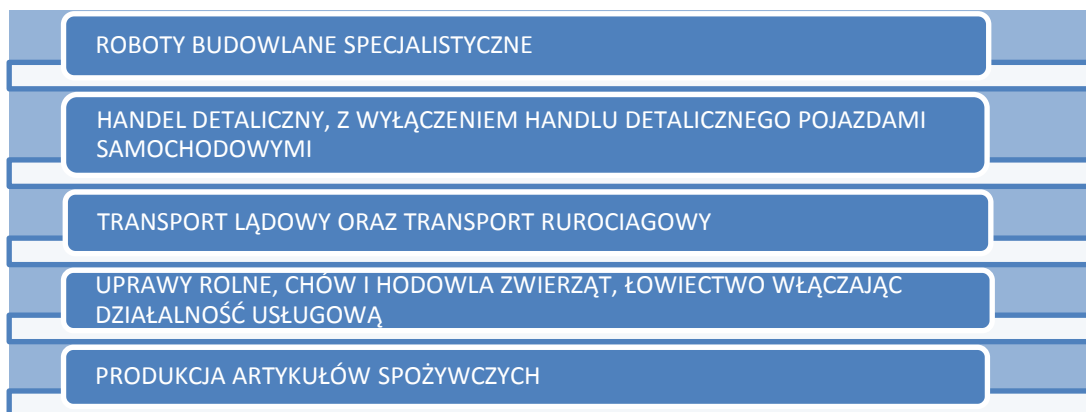 ROBOTY BUDOWLANE SPECJALISTYCZNE
HANDEL DETALICZNY, Z WYŁĄCZENIEM HANDLU DETALICZNEGO POJAZDAMI
SAMOCHODOWYMI
TRANSPORT LĄDOWY ORAZ TRANSPORT RUROCIAGOWY
UPRAWY ROLNE, CHÓW I HODOWLA ZWIERZĄT, ŁOWIECTWO WŁĄCZAJĄC
DZIAŁALNOŚĆ USŁUGOWĄ
PRODUKCJA ARTYKUŁÓW SPOŻYWCZYCH